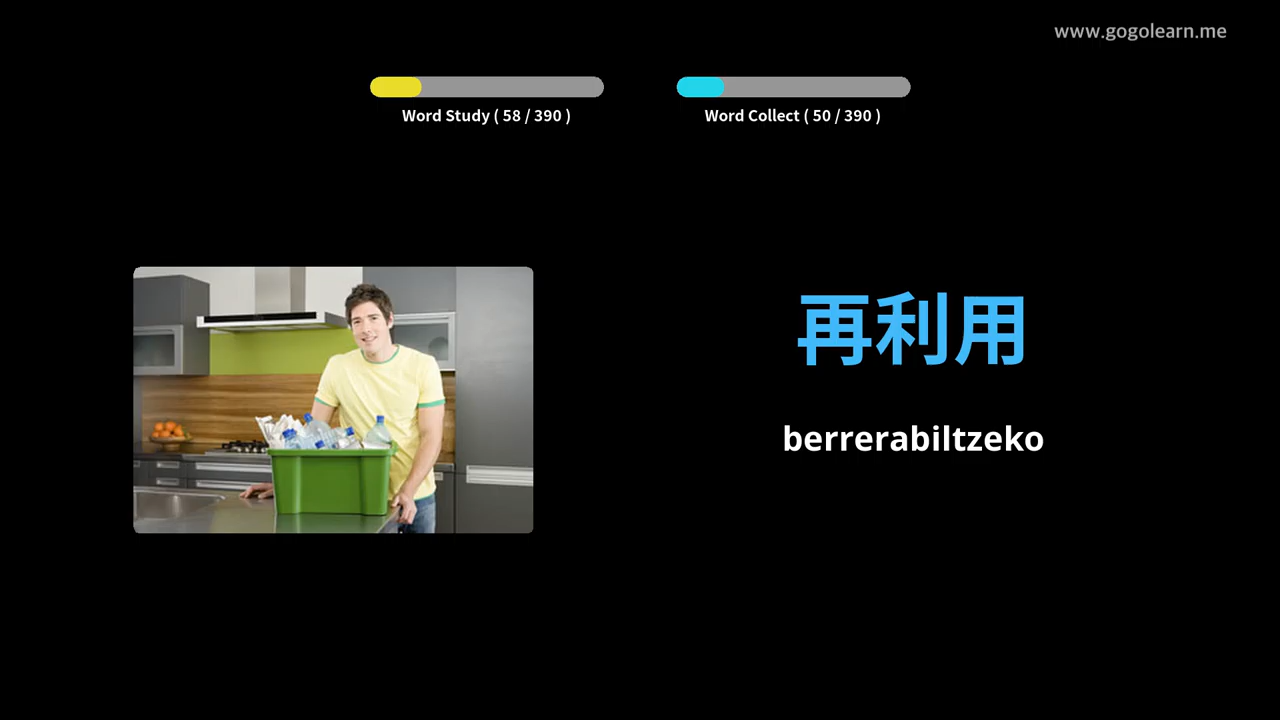 www.gogolearn.me
Word Study ( 58 / 390 )
Word Collect ( 50 / 390 )
再利用
berrerabiltzeko